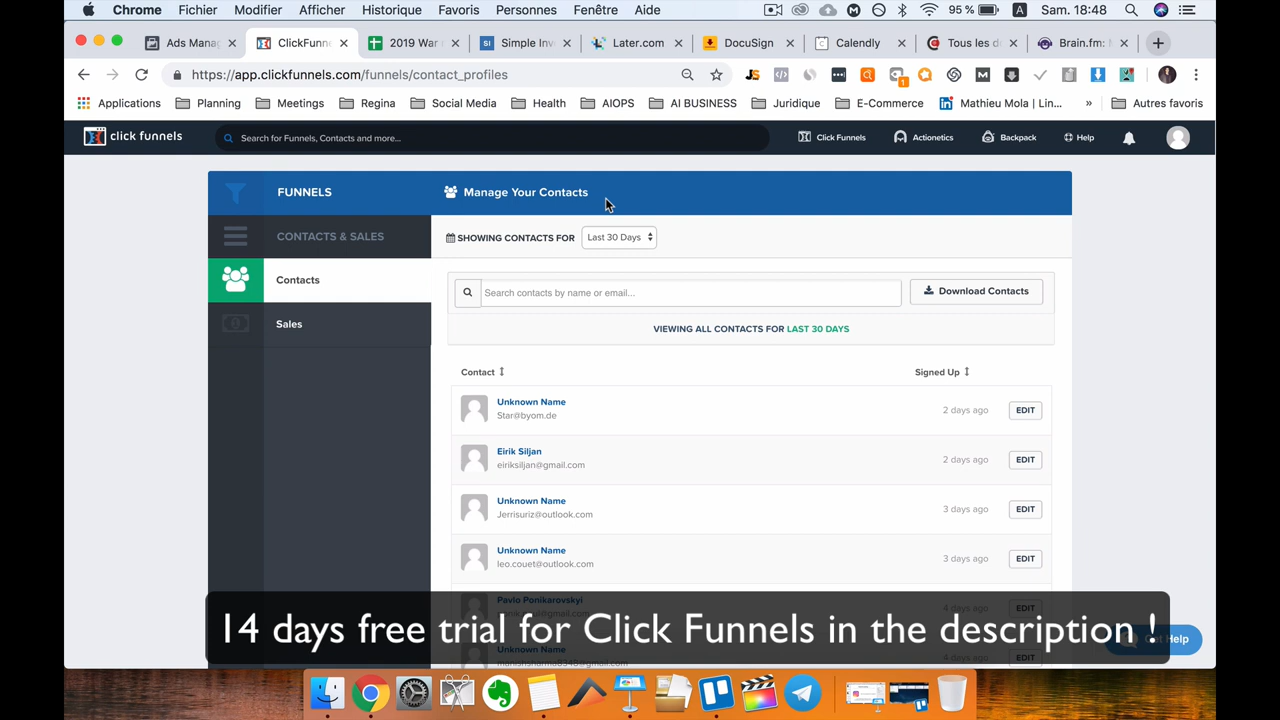 Chrome Fichier Modifier Afficher Historique Favoris Personnes Fenêtre Aide 95 % A Sam. 18:48
Ads Mana ClickFunn 2019 War Simple Inv Later.com DocuSign Calendly Tous les d Brain.fm:
https://app.clickfunnels.com/funnels/contact_profiles
Applications Planning Meetings Regina Social Media Health AIOPS AI BUSINESS Juridique E-Commerce Mathieu Mola | Lin... » Autres favoris
click funnels Search for Funnels, Contacts and more... Click Funnels Actionetics Backpack Help
FUNNELS Manage Your Contacts
CONTACTS & SALES SHOWING CONTACTS FOR Last 30 Days
Contacts Search contacts by name or email... Download Contacts
Sales VIEWING ALL CONTACTS FOR LAST 30 DAYS
Contact Signed Up
Unknown Name
Star@byom.de 2 days ago EDIT
Eirik Siljan
eiriksiljan@gmail.com 2 days ago EDIT
Unknown Name
Jerrisuriz@outlook.com 3 days ago EDIT
Unknown Name
leo.couet@outlook.com 3 days ago EDIT
Pavlo Ponikarovskyi
4 days ago EDIT
14 days free trial for Click Funnels in the description !
Help
Unknown Name
EDIT